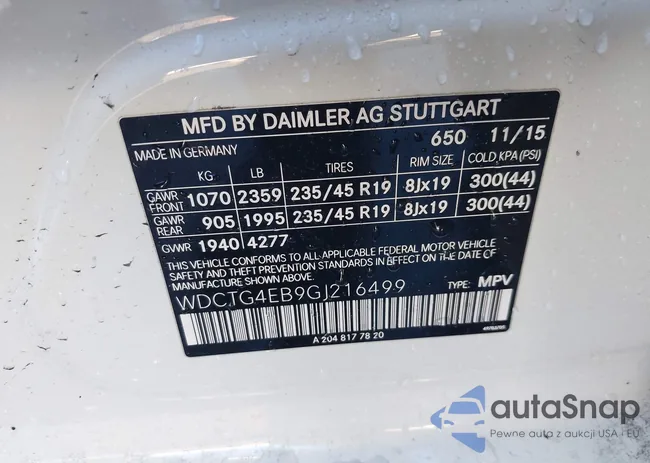 MFD BY DAIMLER AG STUTTGART
650 11/15
MADE IN GERMANY
KG LB TIRES RIM SIZE COLD KPA(PSI)
GAWR FRONT 1070 2359 235/45 R19 8Jx19 300(44)
GAWR REAR 905 1995 235/45 R19 8Jx19 300(44)
GVWR 1940 4277
THIS VEHICLE CONFORMS TO ALL APPLICABLE FEDERAL MOTOR VEHICLE
SAFETY AND THEFT PREVENTION STANDARDS IN EFFECT ON THE DATE OF
MANUFACTURE SHOWN ABOVE.
WDCTG4EB9GJ216499 TYPE: MPV
A 204 817 78 20
autaSnap
Pewne auta z aukcji USA i EU